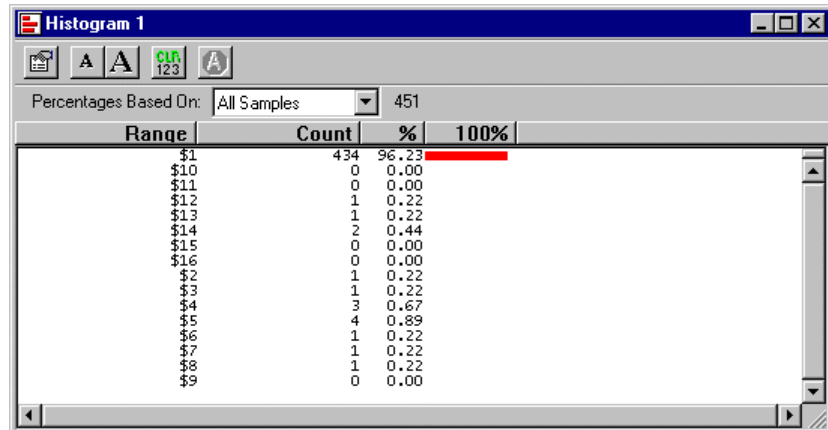 Histogram 1
A A CLR 123 A
Percentages Based On: All Samples 451
Range Count % 100%
$1 434 96.23
$10 0 0.00
$11 0 0.00
$12 1 0.22
$13 1 0.22
$14 2 0.44
$15 0 0.00
$16 0 0.00
$2 1 0.22
$3 1 0.22
$4 3 0.67
$5 4 0.89
$6 1 0.22
$7 1 0.22
$8 1 0.22
$9 0 0.00